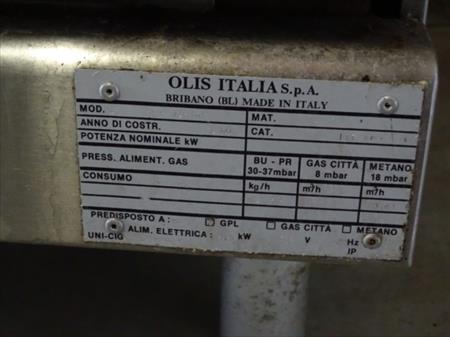 OLIS ITALIA S.p.A.
BRIBANO (BL) MADE IN ITALY
MOD. MAT.
ANNO DI COSTR. CAT.
POTENZA NOMINALE kW
PRESS. ALIMENT. GAS BU - PR 30-37mbar GAS CITTÀ 8 mbar METANO 18 mbar
CONSUMO kg/h m³/h m³/h
PREDISPOSTO A : GPL GAS CITTÀ METANO
UNI-CIG ALIM. ELETTRICA : kW V Hz
IP